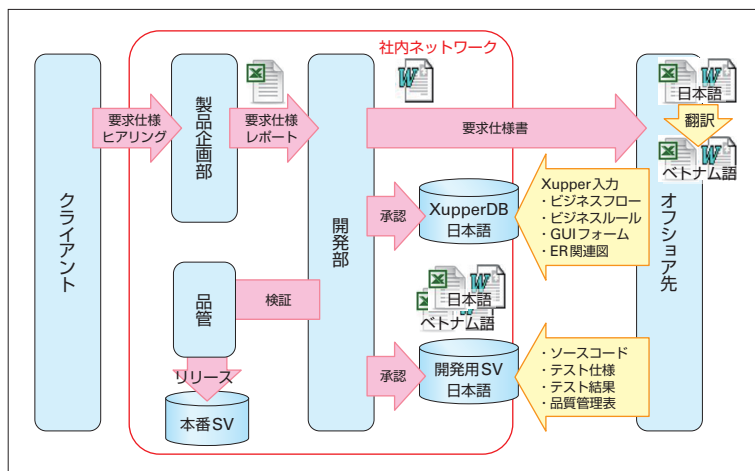 社内ネットワーク
クライアント
要求仕様
ヒアリング
製品企画部
要求仕様
レポート
開発部
要求仕様書
日本語
翻訳
ベトナム語
オフショア先
承認
XupperDB
日本語
Xupper入力
・ビジネスフロー
・ビジネスルール
・GUIフォーム
・ER関連図
品管
検証
日本語
ベトナム語
リリース
本番SV
承認
開発用SV
日本語
・ソースコード
・テスト仕様
・テスト結果
・品質管理表